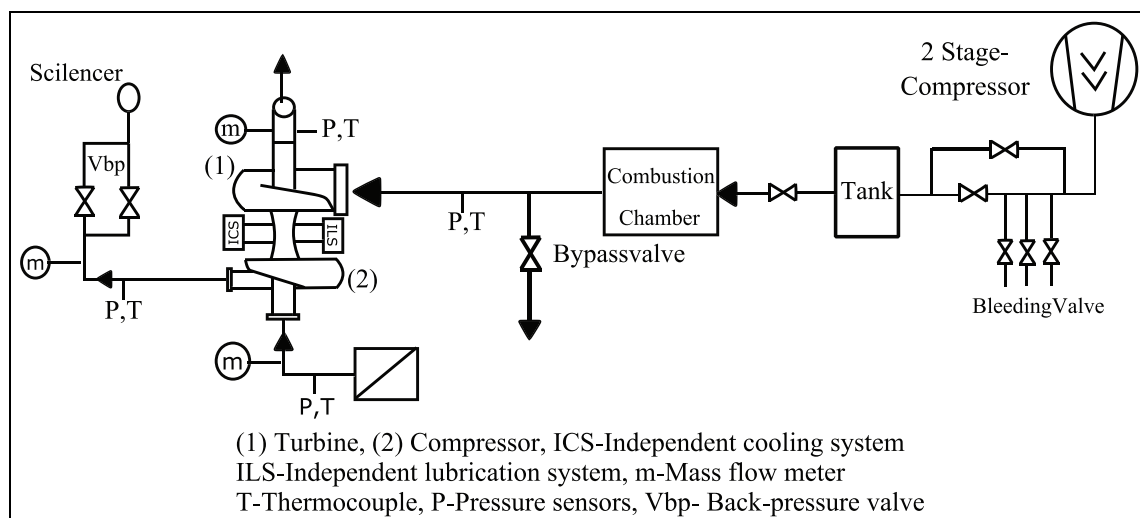 2 Stage-
Compressor
Scilencer
Vbp
m
P,T
(1)
ICS
ILS
(2)
m
P,T
m
P,T
P,T
Bypassvalve
Combustion
Chamber
Tank
BleedingValve
(1) Turbine, (2) Compressor, ICS-Independent cooling system
ILS-Independent lubrication system, m-Mass flow meter
T-Thermocouple, P-Pressure sensors, Vbp- Back-pressure valve